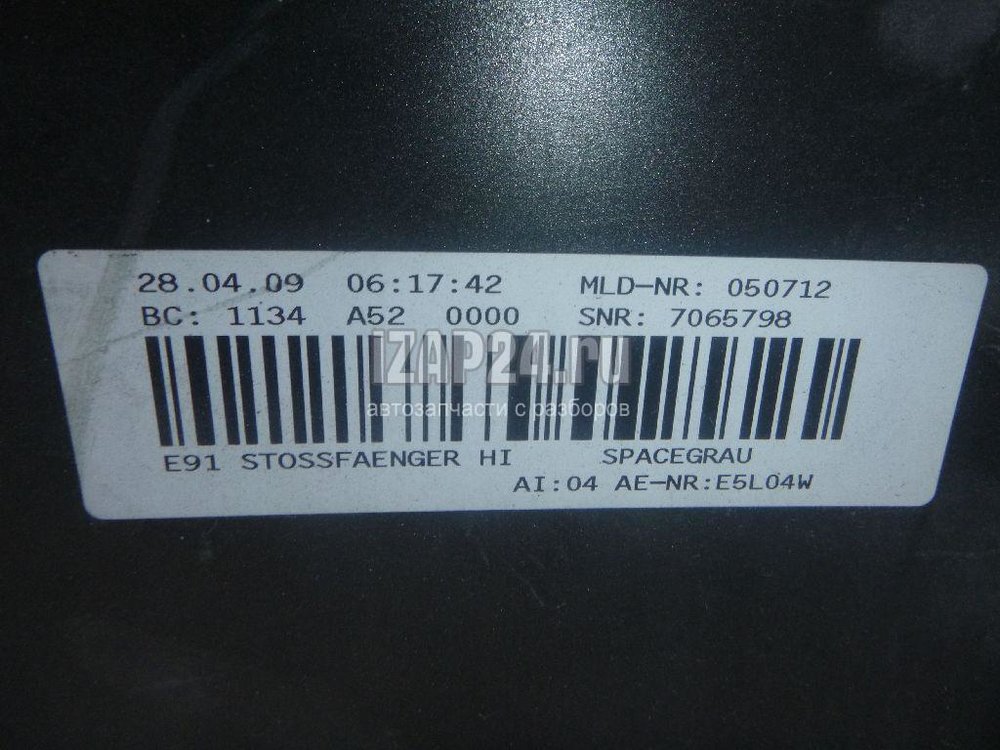 28.04.09 06:17:42 MLD-NR: 050712
BC: 1134 A52 0000 SNR: 7065798
iZAP24.ru
автозапчасти с разборов
E91 STOSSFAENGER HI SPACEGRAU
AI:04 AE-NR:E5L04W